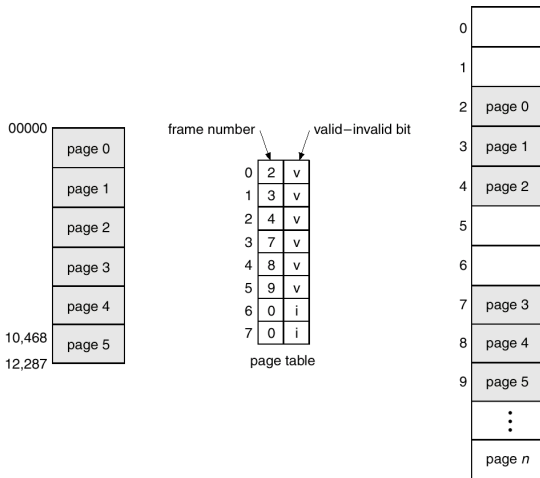 00000
page 0
page 1
page 2
page 3
page 4
10,468
page 5
12,287
frame number
valid–invalid bit
0 2 v
1 3 v
2 4 v
3 7 v
4 8 v
5 9 v
6 0 i
7 0 i
page table
0
1
2 page 0
3 page 1
4 page 2
5
6
7 page 3
8 page 4
9 page 5
page n